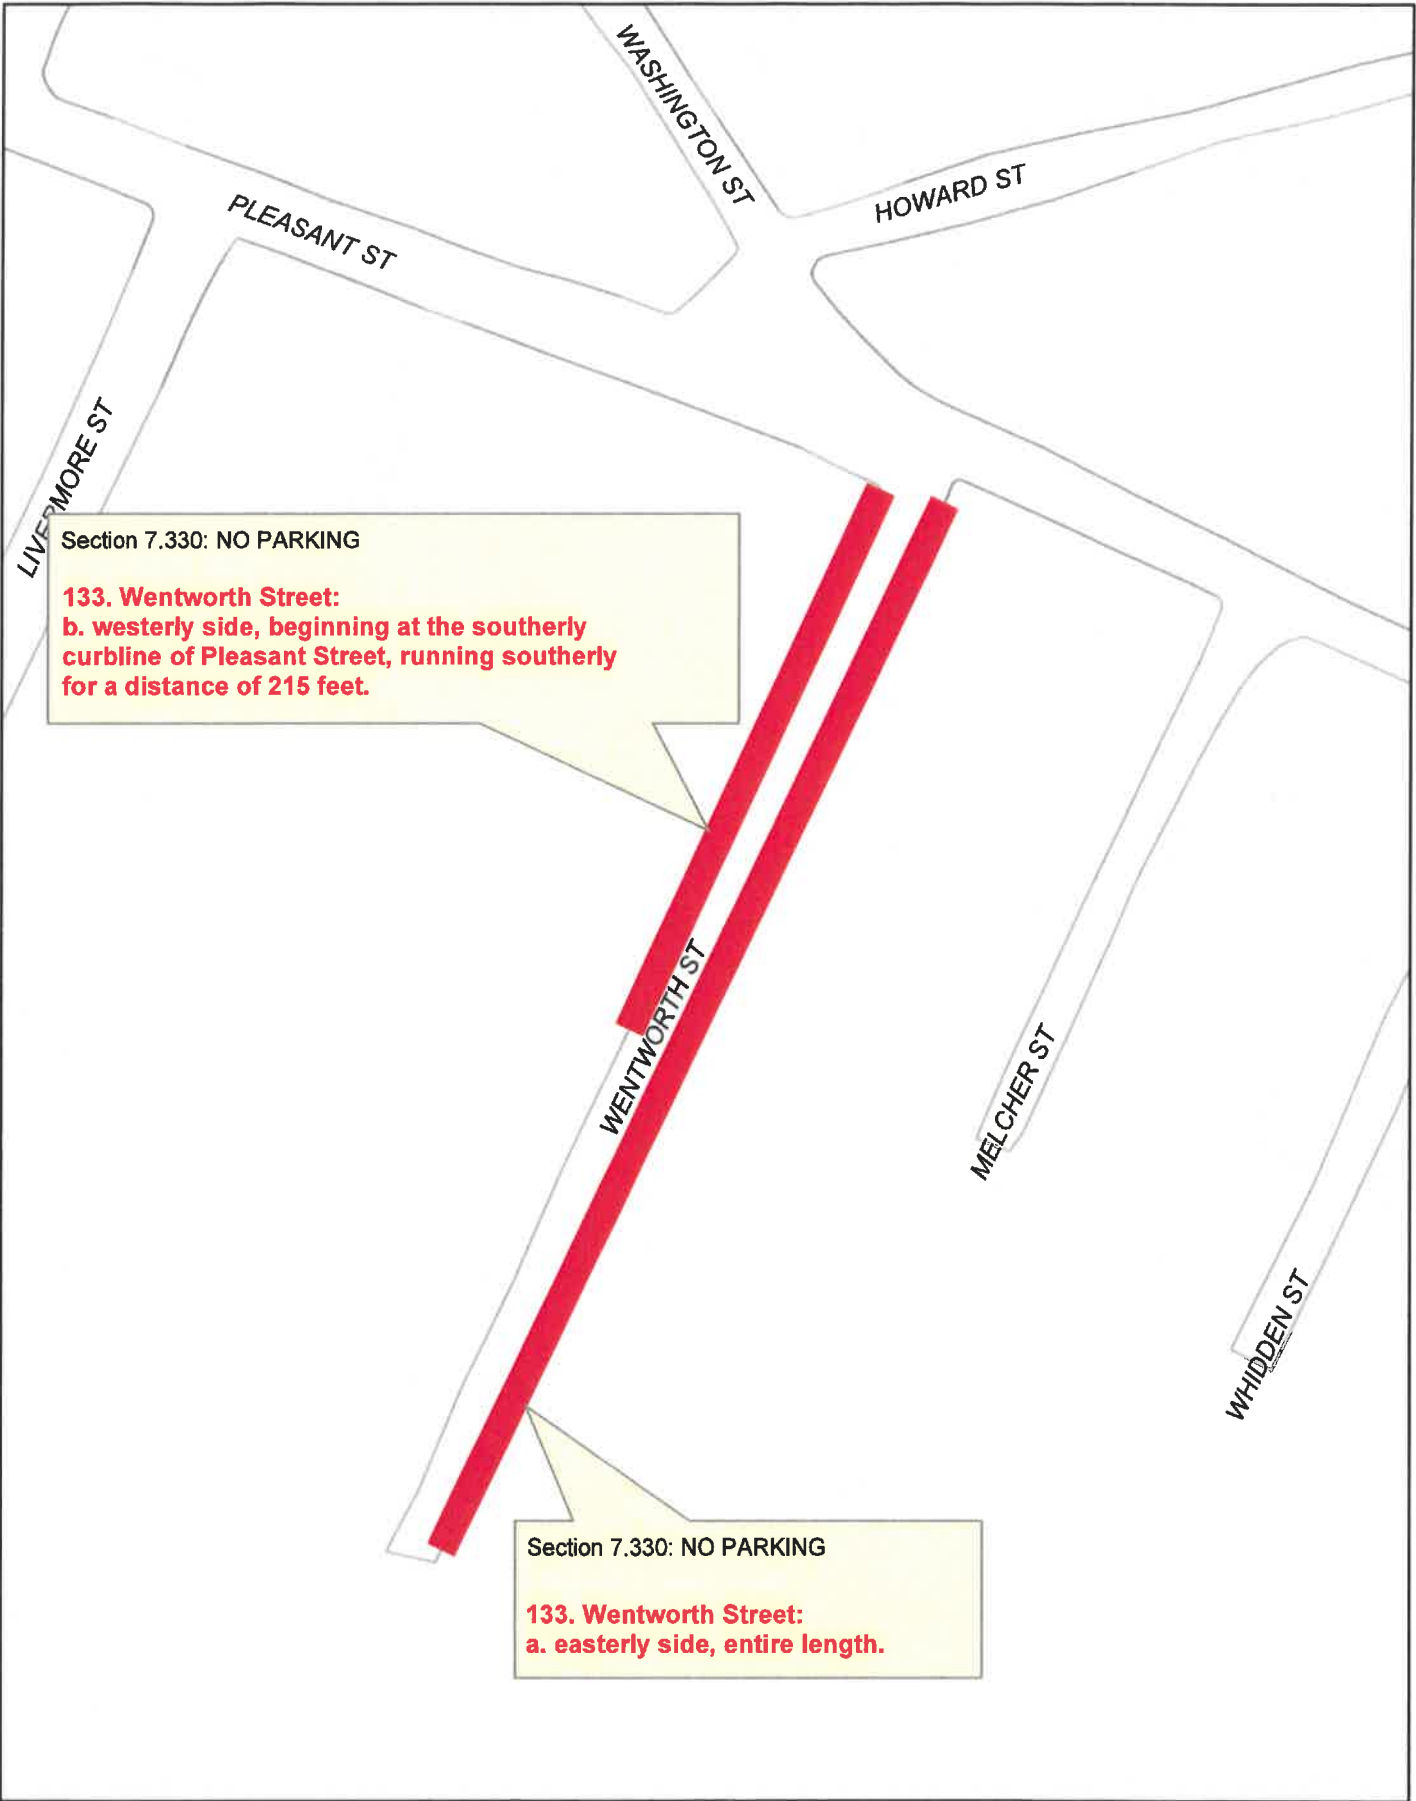 WASHINGTON ST
HOWARD ST
PLEASANT ST
LIVERMORE ST
Section 7.330: NO PARKING
133. Wentworth Street:
b. westerly side, beginning at the southerly
curbline of Pleasant Street, running southerly
for a distance of 215 feet.
WENTWORTH ST
MELCHER ST
WHIDDEN ST
Section 7.330: NO PARKING
133. Wentworth Street:
a. easterly side, entire length.